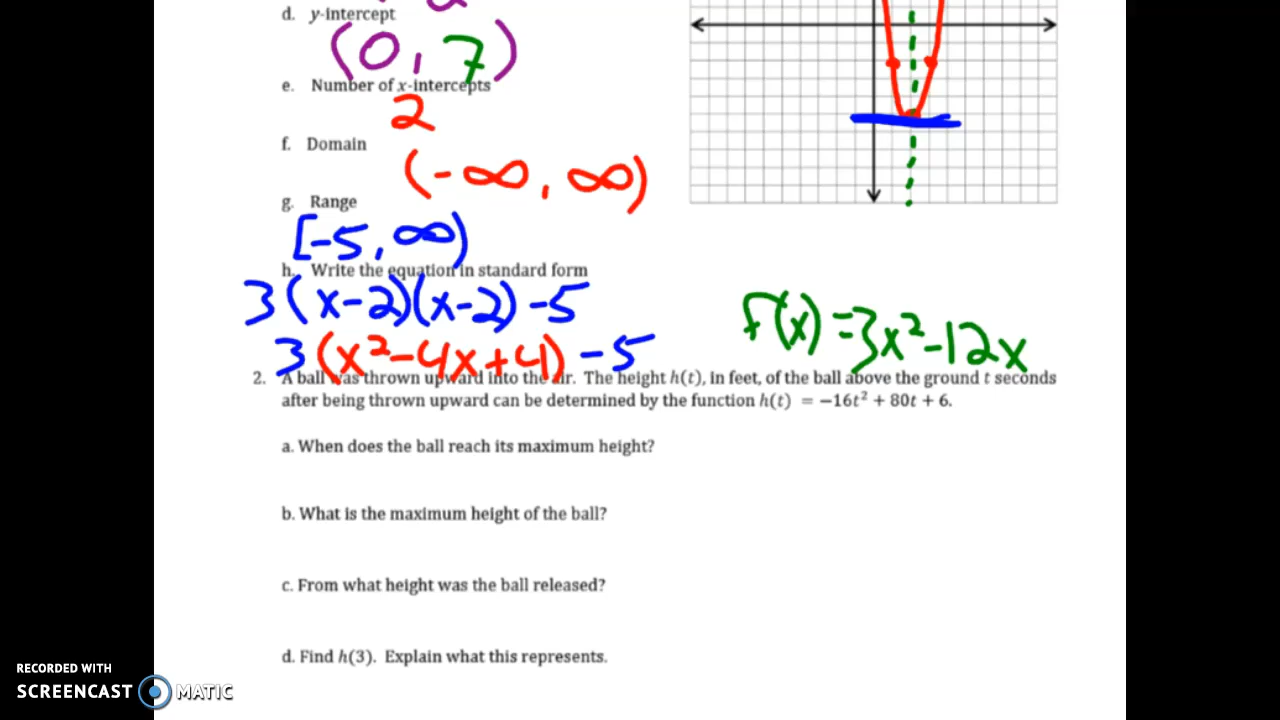 d. y-intercept
(0, 7)
e. Number of x-intercepts
2
f. Domain
(-∞, ∞)
g. Range
[-5, ∞)
h. Write the equation in standard form
3(x-2)(x-2) -5
3(x²-4x+4) -5
f(x) =3x²-12x
2. A ball was thrown upward into the air. The height h(t), in feet, of the ball above the ground t seconds
after being thrown upward can be determined by the function h(t) = −16t² + 80t + 6.
a. When does the ball reach its maximum height?
b. What is the maximum height of the ball?
c. From what height was the ball released?
d. Find h(3). Explain what this represents.
RECORDED WITH
SCREENCAST MATIC